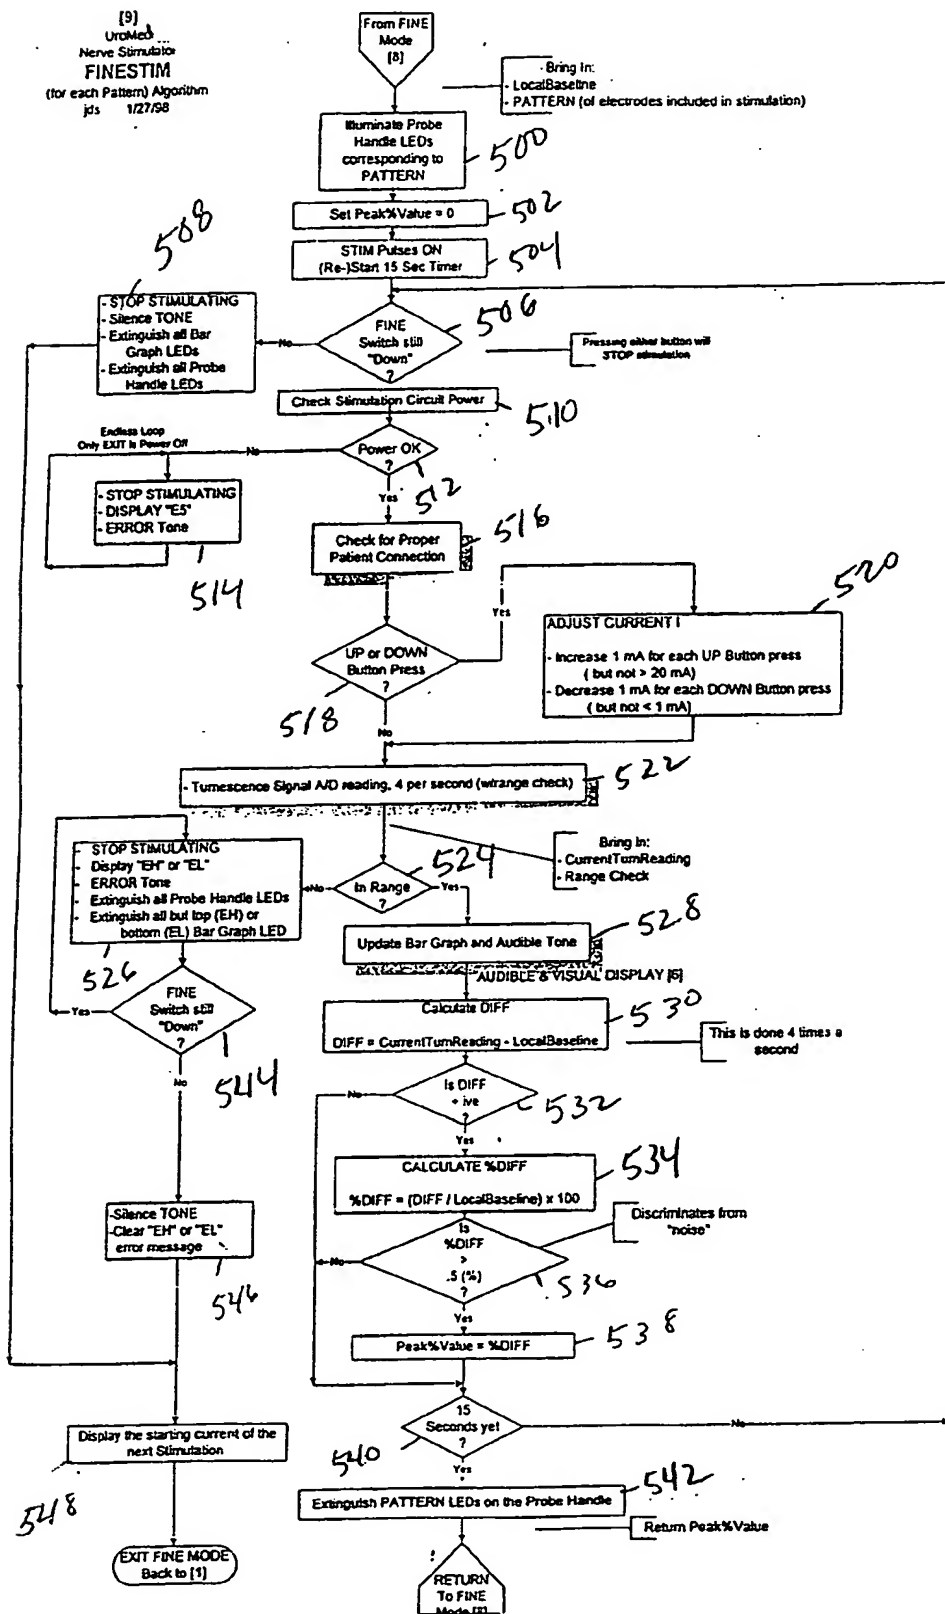 [9]
UroMed
Nerve Stimulator
FINESTIM
(for each Pattern) Algorithm
jds 1/27/98
From FINE
Mode
[8]
Bring In:
- LocalBaseline
- PATTERN (of electrodes included in stimulation)
Illuminate Probe
Handle LEDs
corresponding to
PATTERN
500
Set Peak%Value = 0
502
STIM Pulses ON
(Re-)Start 15 Sec Timer
504
508
- STOP STIMULATING
- Silence TONE
- Extinguish all Bar
Graph LEDs
- Extinguish all Probe
Handle LEDs
No
FINE
Switch still
"Down"
?
506
Pressing either button will
STOP stimulation
Check Stimulation Circuit Power
510
Endless Loop
Only EXIT is Power Off
No
Power OK
?
512
Yes
- STOP STIMULATING
- DISPLAY "E5"
- ERROR Tone
514
Check for Proper
Patient Connection
516
Yes
520
UP or DOWN
Button Press
?
518
No
ADJUST CURRENT I
- Increase 1 mA for each UP Button press
( but not > 20 mA)
- Decrease 1 mA for each DOWN Button press
( but not < 1 mA)
- Tumescence Signal A/D reading, 4 per second (w/range check)
522
- STOP STIMULATING
- Display "EH" or "EL"
- ERROR Tone
- Extinguish all Probe Handle LEDs
- Extinguish all but top (EH) or
bottom (EL) Bar Graph LED
526
No
In Range
?
524
Yes
Bring In:
- CurrentTumReading
- Range Check
Update Bar Graph and Audible Tone
528
AUDIBLE & VISUAL DISPLAY [6]
Yes
FINE
Switch still
"Down"
?
544
No
Calculate DIFF
DIFF = CurrentTumReading - LocalBaseline
530
This is done 4 times a
second
No
Is DIFF
+ ive
?
532
Yes
CALCULATE %DIFF
%DIFF = (DIFF / LocalBaseline) x 100
534
-Silence TONE
-Clear "EH" or "EL"
error message
546
No
Is
%DIFF
>
.5 (%)
?
536
Discriminates from
"noise"
Yes
Peak%Value = %DIFF
538
15
Seconds yet
?
540
No
Yes
Display the starting current of the
next Stimulation
548
Extinguish PATTERN LEDs on the Probe Handle
542
Return Peak%Value
EXIT FINE MODE
Back to [1]
RETURN
To FINE
Mode [8]